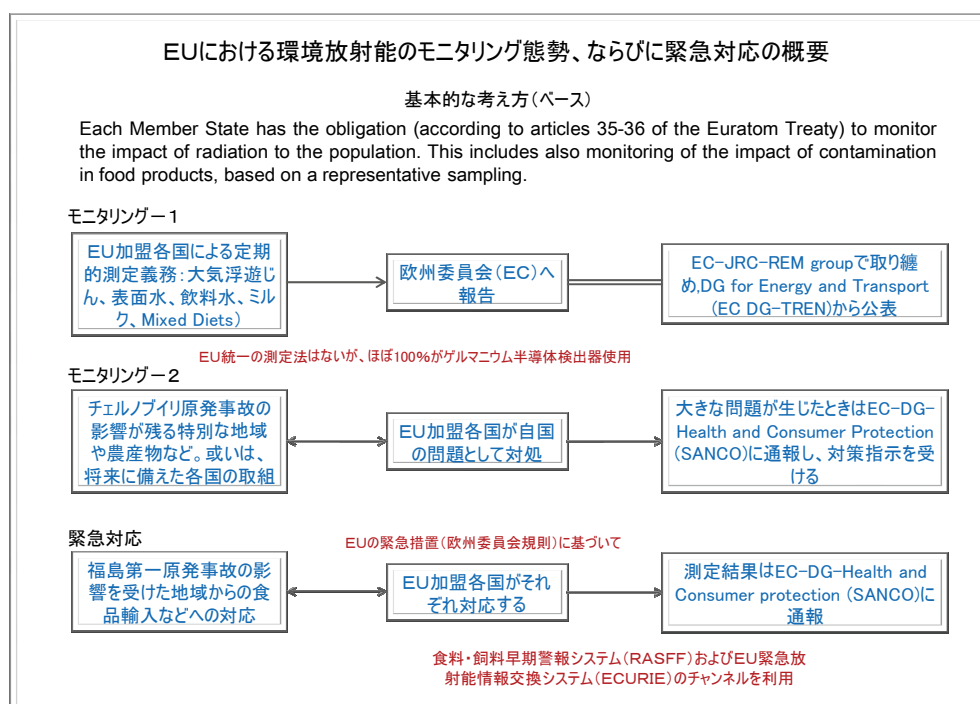 EUにおける環境放射能のモニタリング態勢、ならびに緊急対応の概要
基本的な考え方(ベース)
Each Member State has the obligation (according to articles 35-36 of the Euratom Treaty) to monitor
the impact of radiation to the population. This includes also monitoring of the impact of contamination
in food products, based on a representative sampling.
モニタリングー1
EU加盟各国による定期
的測定義務:大気浮遊じ
ん、表面水、飲料水、ミル
ク、Mixed Diets)
欧州委員会(EC)へ
報告
EC-JRC-REM groupで取り纏
め,DG for Energy and Transport
(EC DG-TREN)から公表
EU統一の測定法はないが、ほぼ100%がゲルマニウム半導体検出器使用
モニタリングー2
チェルノブイリ原発事故の
影響が残る特別な地域
や農産物など。或いは、
将来に備えた各国の取組
EU加盟各国が自国
の問題として対処
大きな問題が生じたときはEC-DG-
Health and Consumer Protection
(SANCO)に通報し、対策指示を受
ける
緊急対応
EUの緊急措置(欧州委員会規則)に基づいて
福島第一原発事故の影
響を受けた地域からの食
品輸入などへの対応
EU加盟各国がそれ
ぞれ対応する
測定結果はEC-DG-Health and
Consumer protection (SANCO)に
通報
食料・飼料早期警報システム(RASFF)およびEU緊急放
射能情報交換システム(ECURIE)のチャンネルを利用